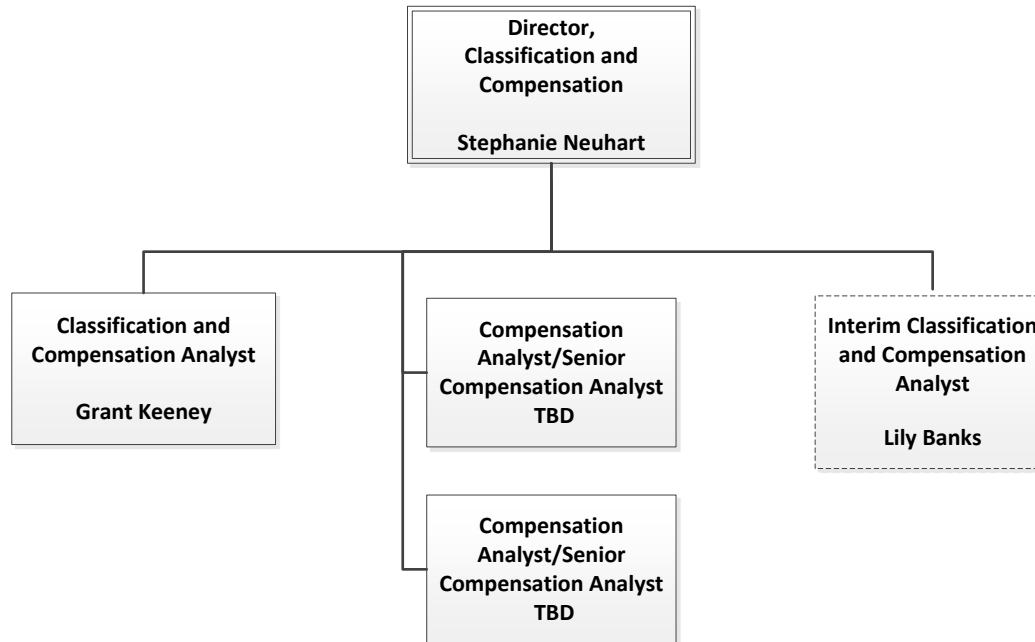 Director,
Classification and
Compensation
Stephanie Neuhart
Classification and
Compensation Analyst
Grant Keeney
Compensation
Analyst/Senior
Compensation Analyst
TBD
Interim Classification
and Compensation
Analyst
Lily Banks
Compensation
Analyst/Senior
Compensation Analyst
TBD